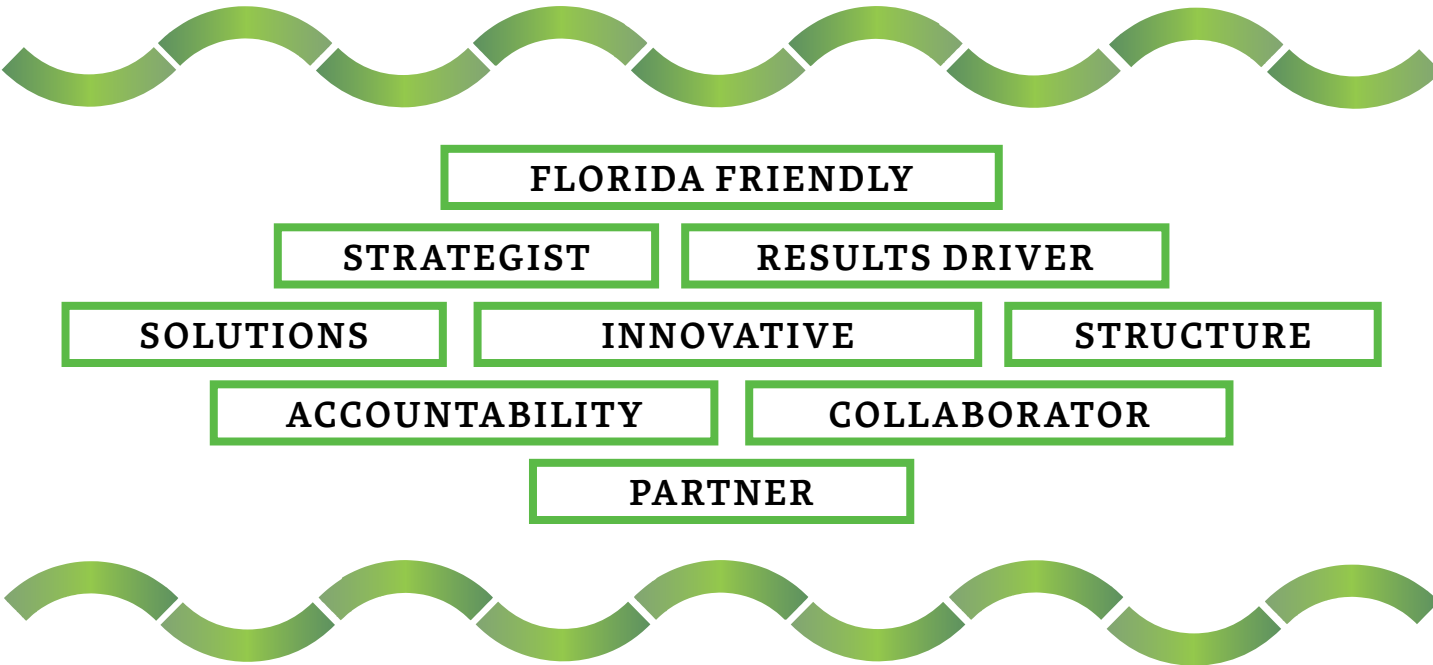 FLORIDA FRIENDLY
STRATEGIST RESULTS DRIVER
SOLUTIONS INNOVATIVE STRUCTURE
ACCOUNTABILITY COLLABORATOR
PARTNER